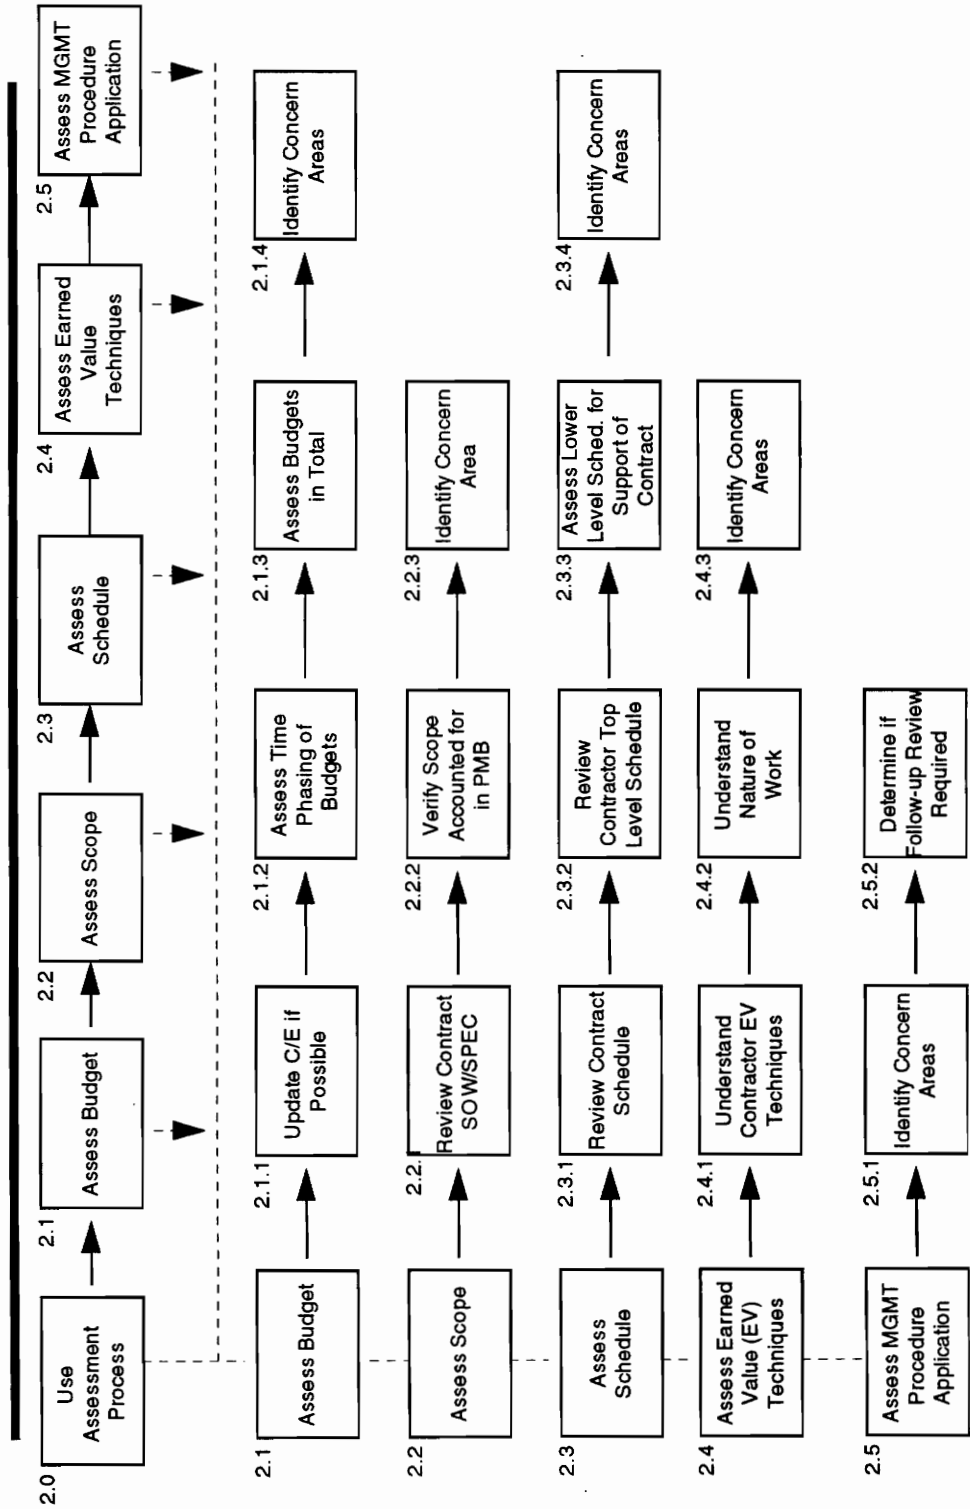 2.0
Use
Assessment
Process
2.1
Assess Budget
2.2
Assess Scope
2.3
Assess
Schedule
2.4
Assess Earned
Value
Techniques
2.5
Assess MGMT
Procedure
Application
2.1
Assess Budget
2.1.1
Update C/E if
Possible
2.1.2
Assess Time
Phasing of
Budgets
2.1.3
Assess Budgets
in Total
2.1.4
Identify Concern
Areas
2.2
Assess Scope
2.2.
Review Contract
SOW/SPEC
2.2.2
Verify Scope
Accounted for
in PMB
2.2.3
Identify Concern
Area
2.3
Assess
Schedule
2.3.1
Review Contract
Schedule
2.3.2
Review
Contractor Top
Level Schedule
2.3.3
Assess Lower
Level Sched. for
Support of
Contract
2.3.4
Identify Concern
Areas
2.4
Assess Earned
Value (EV)
Techniques
2.4.1
Understand
Contractor EV
Techniques
2.4.2
Understand
Nature of
Work
2.4.3
Identify Concern
Areas
2.5
Assess MGMT
Procedure
Application
2.5.1
Identify Concern
Areas
2.5.2
Determine if
Follow-up Review
Required